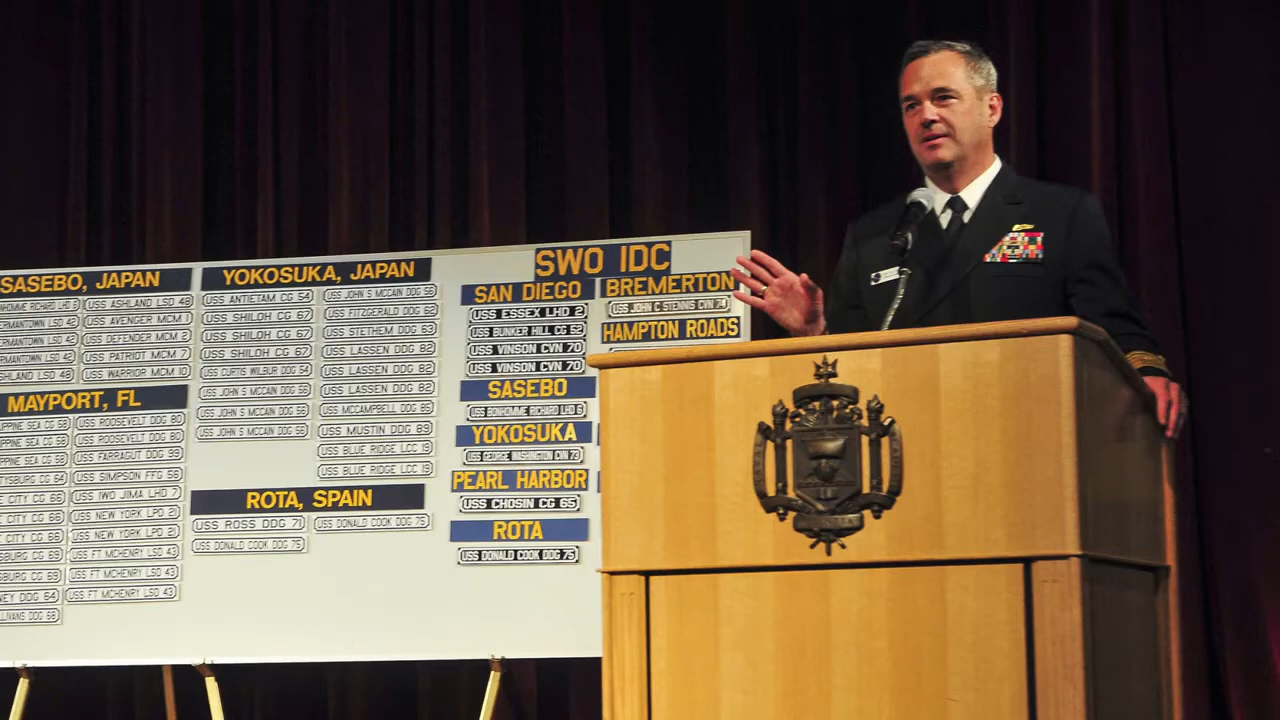 SASEBO, JAPAN
USS ASHLAND LSD 48
USS AVENGER MCM 1
USS DEFENDER MCM 2
USS PATRIOT MCM 7
USS WARRIOR MCM 10
MAYPORT, FL
USS ROOSEVELT DDG 80
USS ROOSEVELT DDG 80
USS FARRAGUT DDG 99
USS SIMPSON FFG 56
USS IWO JIMA LHD 7
USS NEW YORK LPD 21
USS NEW YORK LPD 21
USS FT MCHENRY LSD 43
USS FT MCHENRY LSD 43
USS FT MCHENRY LSD 43
YOKOSUKA, JAPAN
USS ANTIETAM CG 54
USS SHILOH CG 67
USS SHILOH CG 67
USS SHILOH CG 67
USS CURTIS WILBUR DDG 54
USS JOHN S MCCAIN DDG 56
USS JOHN S MCCAIN DDG 56
USS JOHN S MCCAIN DDG 56
USS JOHN S MCCAIN DDG 56
USS FITZGERALD DDG 62
USS STETHEM DDG 63
USS LASSEN DDG 82
USS LASSEN DDG 82
USS LASSEN DDG 82
USS MCCAMPBELL DDG 85
USS MUSTIN DDG 89
USS BLUE RIDGE LCC 19
USS BLUE RIDGE LCC 19
ROTA, SPAIN
USS ROSS DDG 71
USS DONALD COOK DDG 75
USS DONALD COOK DDG 75
SWO IDC
SAN DIEGO
USS ESSEX LHD 2
USS BUNKER HILL CG 52
USS VINSON CVN 70
USS VINSON CVN 70
SASEBO
USS BONHOMME RICHARD LHD 6
YOKOSUKA
USS GEORGE WASHINGTON CVN 73
PEARL HARBOR
USS CHOSIN CG 65
ROTA
USS DONALD COOK DDG 75
BREMERTON
USS JOHN C STENNIS CVN 74
HAMPTON ROADS